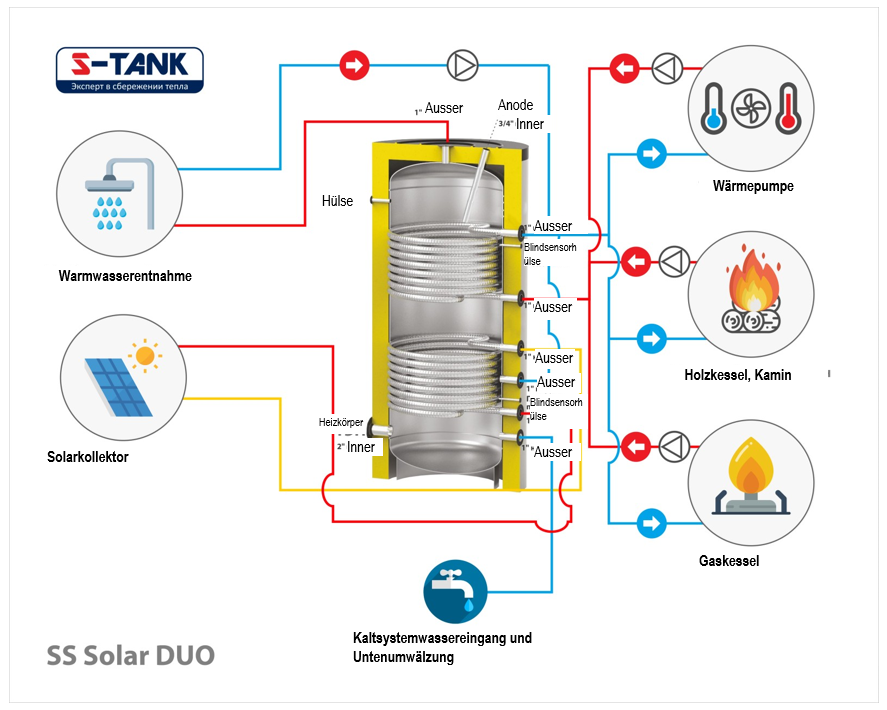 S-TANK
Эксперт в сбережении тепла
1" Ausser
Anode
3/4" Inner
Wärmepumpe
Hülse
1" Ausser
Blindsensorh
ülse
Warmwasserentnahme
1" Ausser
Holzkessel, Kamin
1" Ausser
1" Ausser
Blindsensorh
ülse
Heizkörper
2" Inner
1" Ausser
Solarkollektor
Gaskessel
Kaltsystemwassereingang und
Untenumwälzung
SS Solar DUO